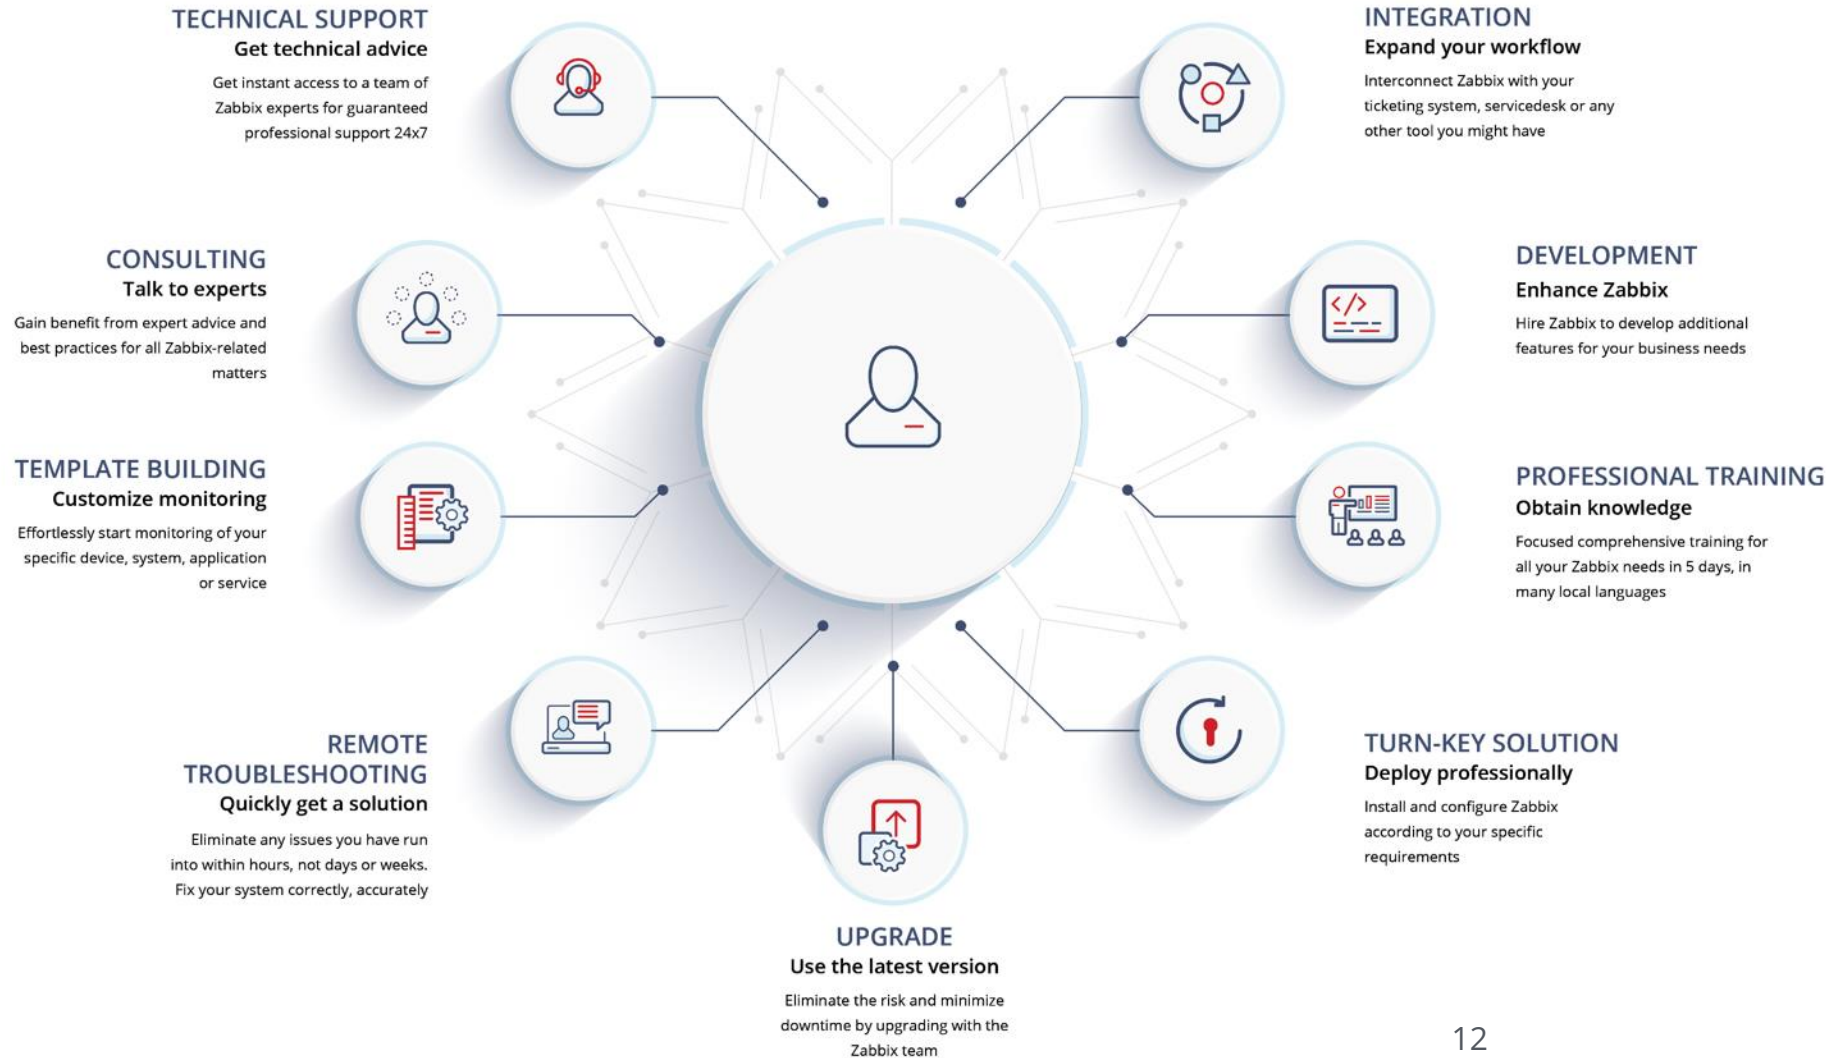 TECHNICAL SUPPORT
Get technical advice
Get instant access to a team of
Zabbix experts for guaranteed
professional support 24x7
INTEGRATION
Expand your workflow
Interconnect Zabbix with your
ticketing system, servicedesk or any
other tool you might have
CONSULTING
Talk to experts
Gain benefit from expert advice and
best practices for all Zabbix-related
matters
DEVELOPMENT
Enhance Zabbix
Hire Zabbix to develop additional
features for your business needs
TEMPLATE BUILDING
Customize monitoring
Effortlessly start monitoring of your
specific device, system, application
or service
PROFESSIONAL TRAINING
Obtain knowledge
Focused comprehensive training for
all your Zabbix needs in 5 days, in
many local languages
REMOTE
TROUBLESHOOTING
Quickly get a solution
Eliminate any issues you have run
into within hours, not days or weeks.
Fix your system correctly, accurately
TURN-KEY SOLUTION
Deploy professionally
Install and configure Zabbix
according to your specific
requirements
UPGRADE
Use the latest version
Eliminate the risk and minimize
downtime by upgrading with the
Zabbix team
12